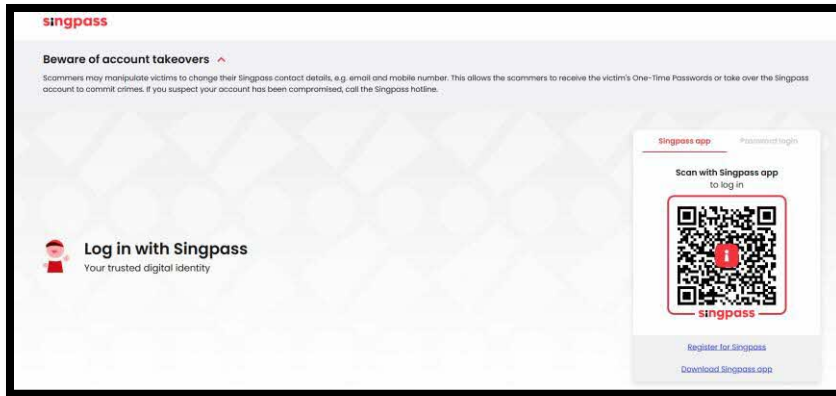 singpass
Beware of account takeovers
Scammers may manipulate victims to change their Singpass contact details, e.g. email and mobile number. This allows the scammers to receive the victim's One-Time Passwords or take over the Singpass
account to commit crimes. If you suspect your account has been compromised, call the Singpass hotline.
Singpass app Password login
Scan with Singpass app
to log in
singpass
Log in with Singpass
Your trusted digital identity
Register for Singpass
Download Singpass app